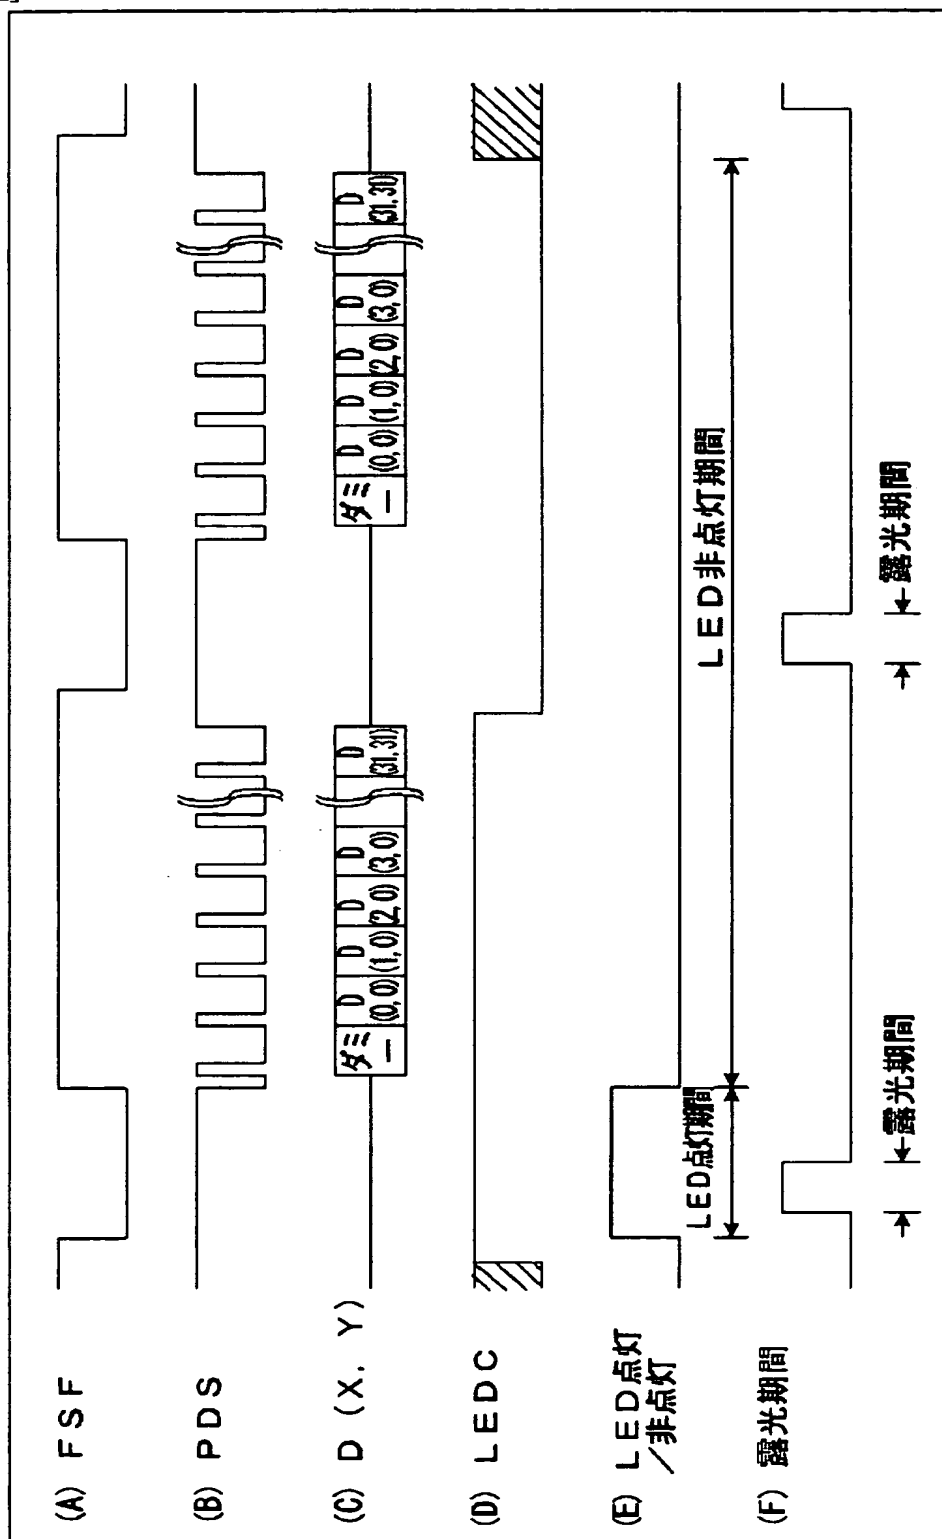 (A) FSF
(B) PDS
(C) D (X, Y)
ダミー
D (0,0)
D (1,0)
D (2,0)
D (3,0)
D (31,31)
ダミー
D (0,0)
D (1,0)
D (2,0)
D (3,0)
D (31,31)
(D) LEDC
(E) LED点灯
/非点灯
LED点灯期間
LED非点灯期間
(F) 露光期間
露光期間
露光期間